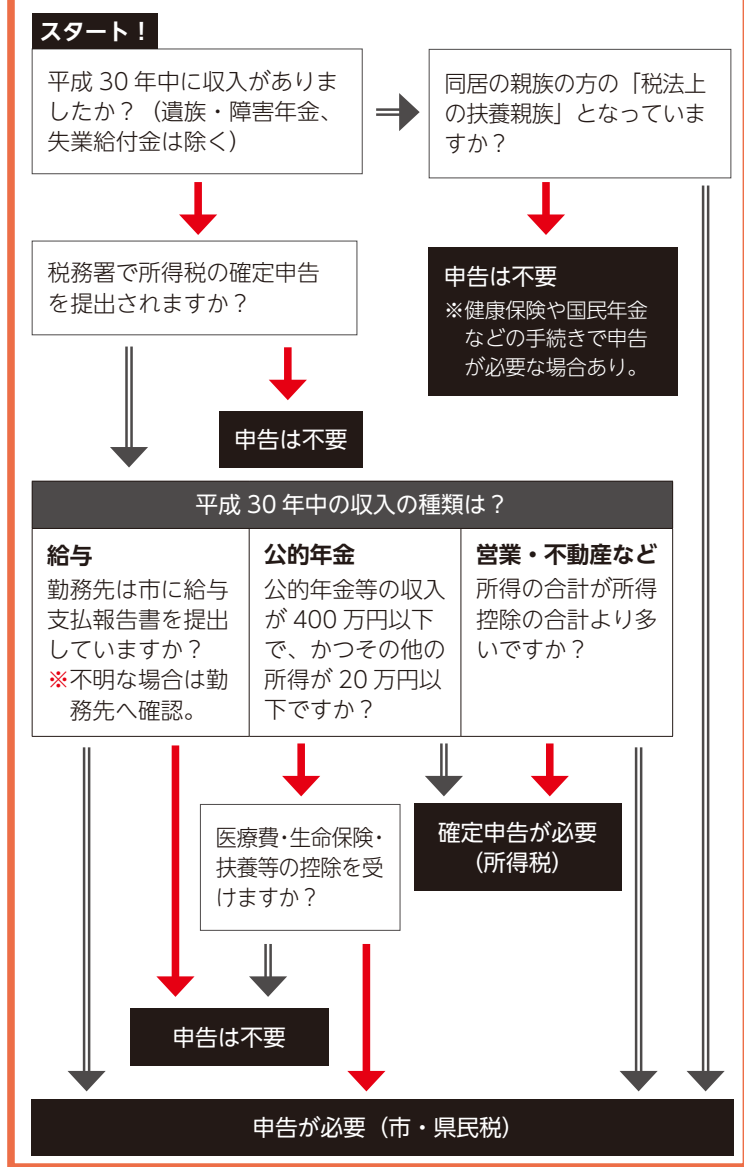 スタート！
平成 30 年中に収入がありま
したか？（遺族・障害年金、
失業給付金は除く）
同居の親族の方の「税法上
の扶養親族」となっていま
すか？
税務署で所得税の確定申告
を提出されますか？
申告は不要
※健康保険や国民年金
などの手続きで申告
が必要な場合あり。
申告は不要
平成 30 年中の収入の種類は？
給与
勤務先は市に給与
支払報告書を提出
していますか？
※不明な場合は勤
務先へ確認。
公的年金
公的年金等の収入
が 400 万円以下
で、かつその他の
所得が 20 万円以
下ですか？
営業・不動産など
所得の合計が所得
控除の合計より多
いですか？
医療費・生命保険・
扶養等の控除を受
けますか？
確定申告が必要
（所得税）
申告は不要
申告が必要（市・県民税）